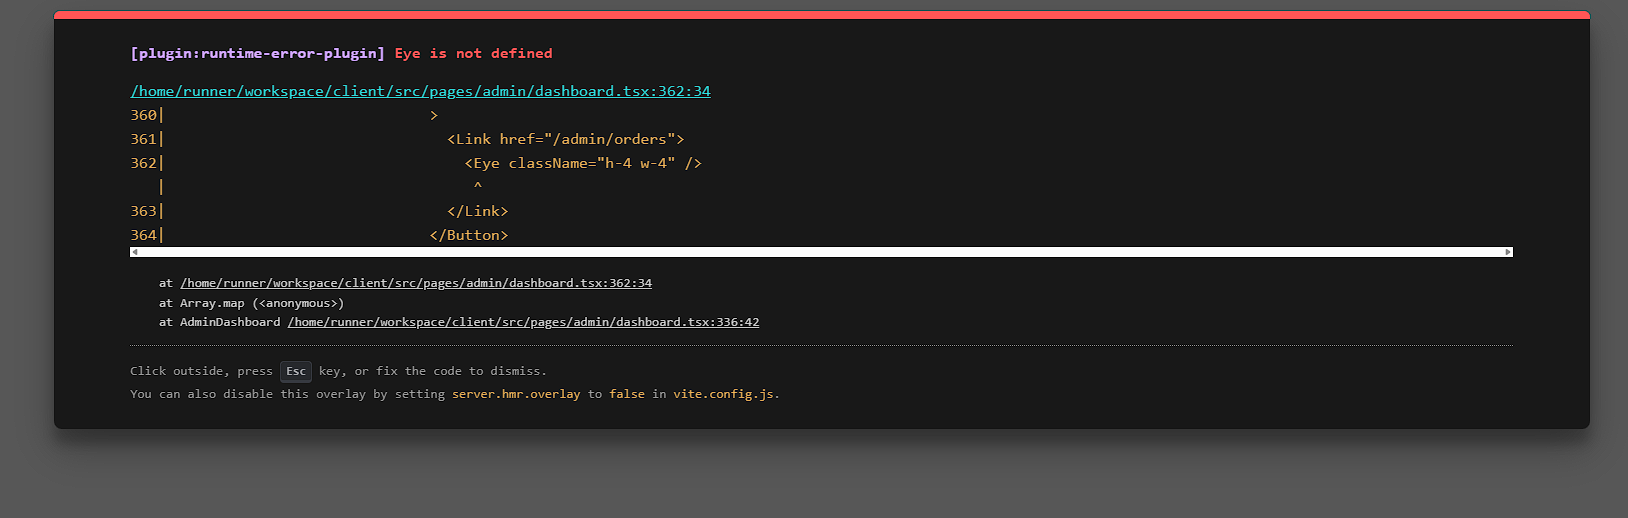 [plugin:runtime-error-plugin] Eye is not defined
/home/runner/workspace/client/src/pages/admin/dashboard.tsx:362:34
360|                              >
361|                                <Link href="/admin/orders">
362|                                  <Eye className="h-4 w-4" />
   |                                   ^
363|                                </Link>
364|                              </Button>
at /home/runner/workspace/client/src/pages/admin/dashboard.tsx:362:34
at Array.map (<anonymous>)
at AdminDashboard /home/runner/workspace/client/src/pages/admin/dashboard.tsx:336:42
Click outside, press Esc key, or fix the code to dismiss.
You can also disable this overlay by setting server.hmr.overlay to false in vite.config.js.